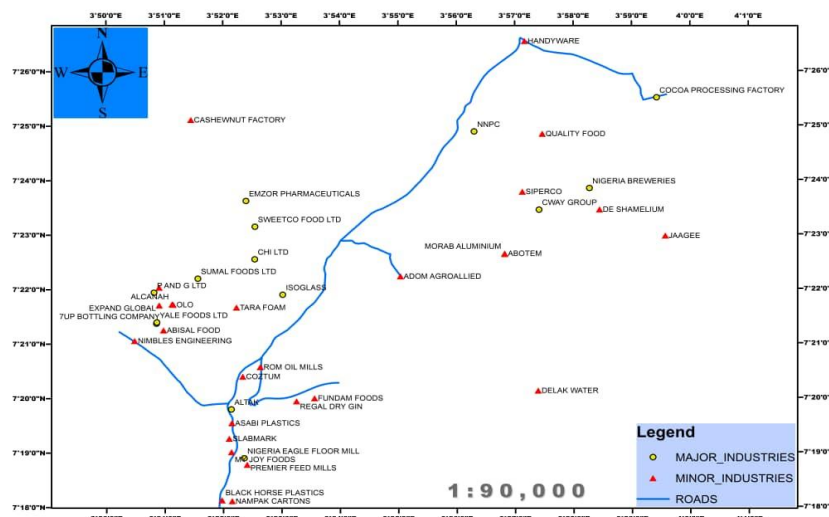 3°50'0"E 3°51'0"E 3°52'0"E 3°53'0"E 3°54'0"E 3°55'0"E 3°56'0"E 3°57'0"E 3°58'0"E 3°59'0"E 4°0'0"E 4°1'0"E
N
W E
S
HANDYWARE
7°26'0"N 7°26'0"N
COCOA PROCESSING FACTORY
CASHEWNUT FACTORY
7°25'0"N 7°25'0"N
NNPC
QUALITY FOOD
7°24'0"N 7°24'0"N
NIGERIA BREWERIES
SIPERCO
EMZOR PHARMACEUTICALS
CWAY GROUP
DE SHAMELIUM
SWEETCO FOOD LTD
7°23'0"N 7°23'0"N
JAAGEE
MORAB ALUMINIUM
ABOTEM
CHI LTD
SUMAL FOODS LTD
ADOM AGROALLIED
7°22'0"N 7°22'0"N
P AND G LTD
ALCANAH
ISOGLASS
EXPAND GLOBAL
OLO
TARA FOAM
7UP BOTTLING COMPANY
YALE FOODS LTD
ABISAL FOOD
7°21'0"N 7°21'0"N
NIMBLES ENGINEERING
ROM OIL MILLS
COZTUM
7°20'0"N 7°20'0"N
DELAK WATER
FUNDAM FOODS
REGAL DRY GIN
ALTAK
ASABI PLASTICS
SLABMARK
7°19'0"N 7°19'0"N
NIGERIA EAGLE FLOOR MILL
JOY FOODS
PREMIER FEED MILLS
BLACK HORSE PLASTICS
NAMPAK CARTONS
7°18'0"N 7°18'0"N
1:90,000
Legend
MAJOR_INDUSTRIES
MINOR_INDUSTRIES
ROADS